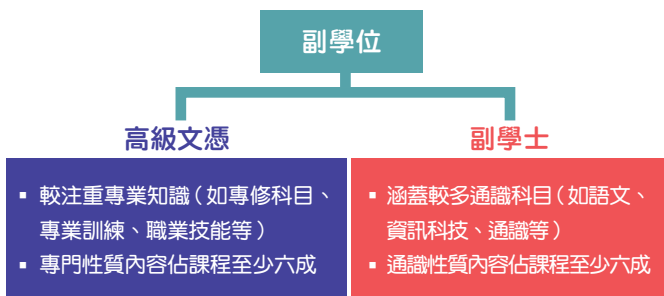 副學位
高級文憑
▪ 較注重專業知識（如專修科目、
專業訓練、職業技能等）
▪ 專門性質內容佔課程至少六成
副學士
▪ 涵蓋較多通識科目（如語文、
資訊科技、通識等）
▪ 通識性質內容佔課程至少六成